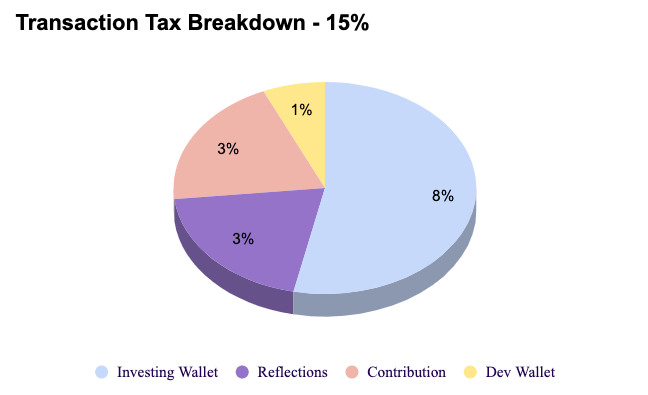 Transaction Tax Breakdown - 15%
1%
3%
8%
3%
Investing Wallet Reflections Contribution Dev Wallet